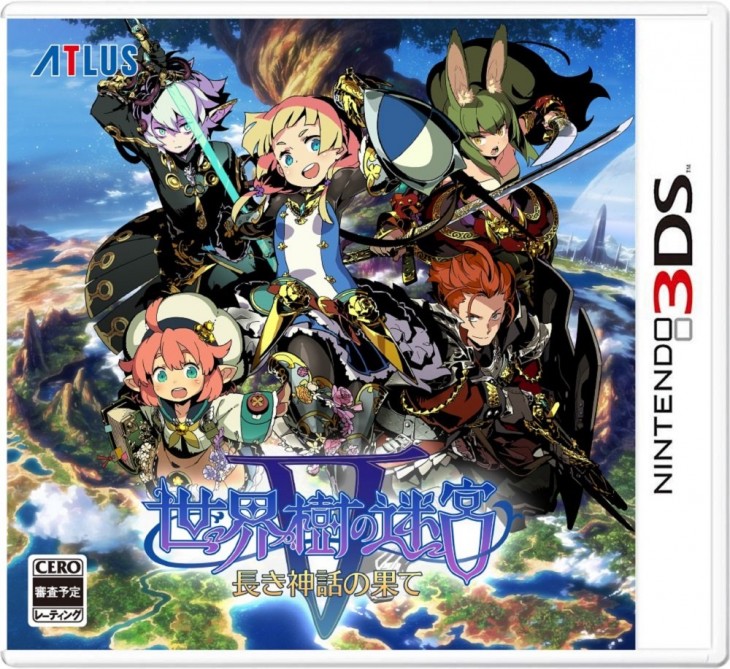 ATLUS
NINTENDO 3DS™
V
世界樹の迷宮
長き神話の果て
CERO
審査予定
レーティング